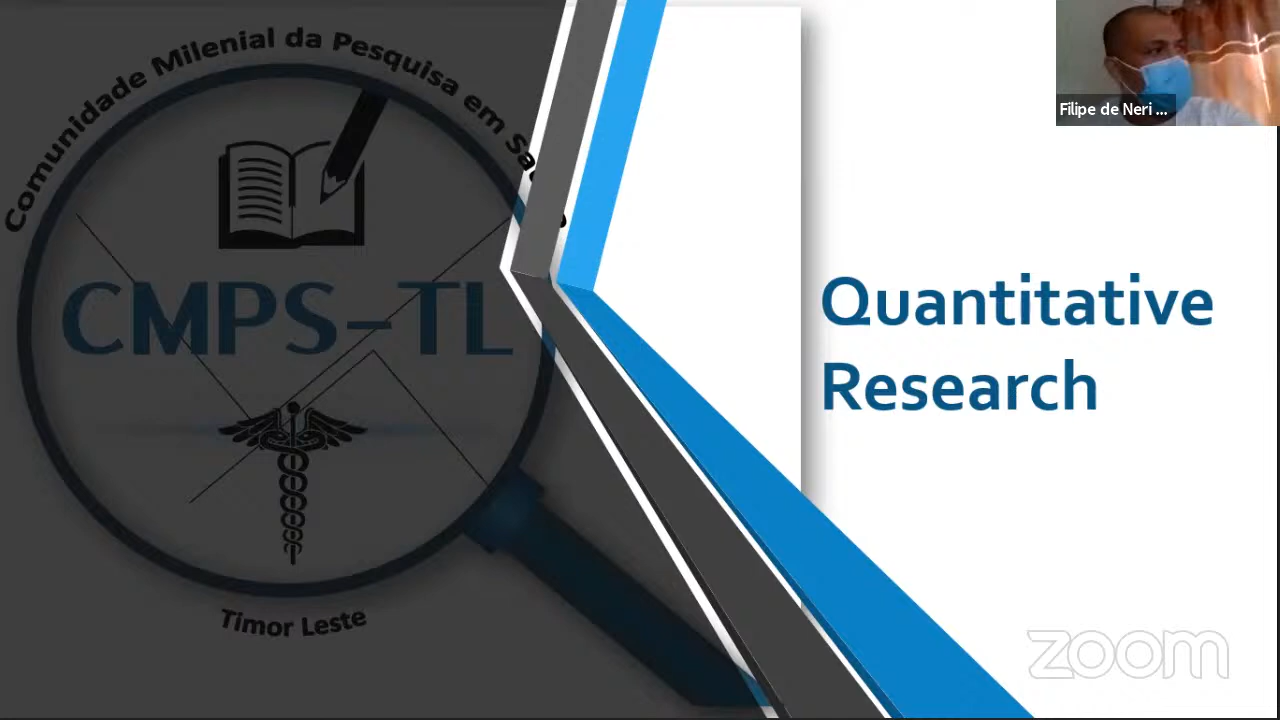 Comunidade Milenial da Pesquisa em
CMPS-TL
Timor Leste
Quantitative
Research
Filipe de Neri ...
zoom